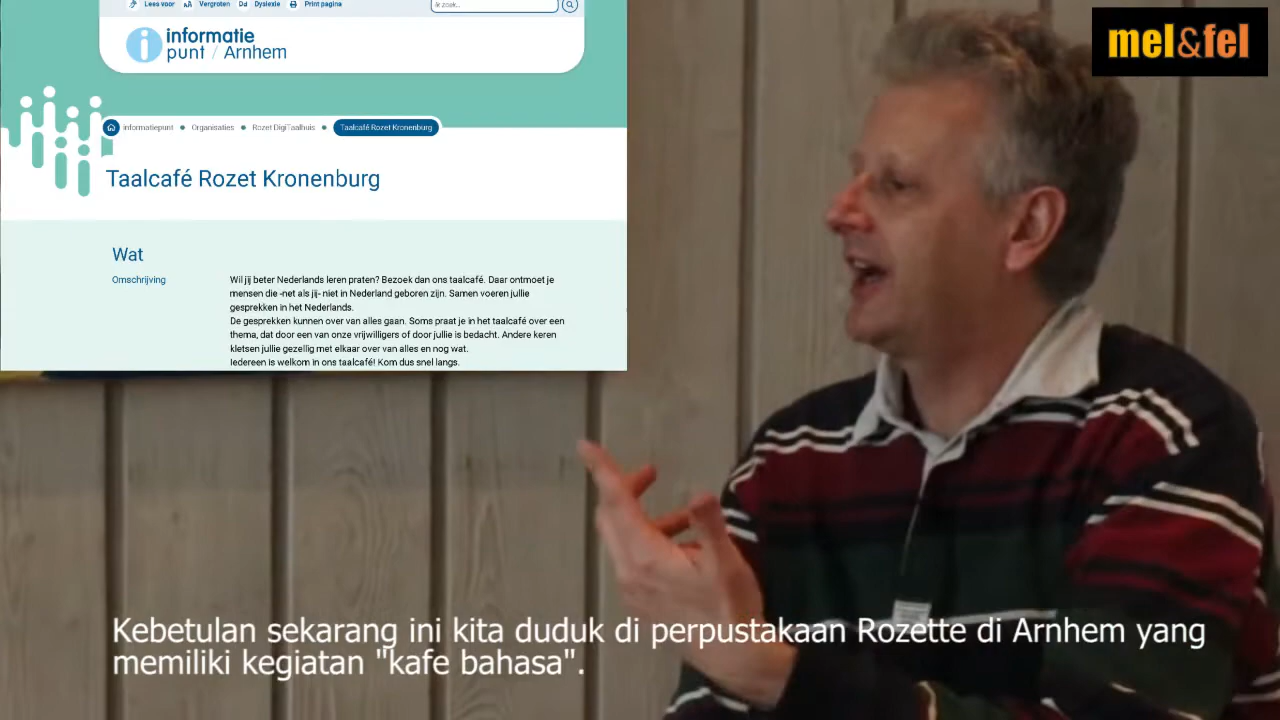 Lees voor Vergroten Dd Dyslexie Print pagina
Ik zoek...
mel&fel
informatie
punt / Arnhem
Informatiepunt • Organisaties • Rozet DigiTaalhuis • Taalcafé Rozet Kronenburg
Taalcafé Rozet Kronenburg
Wat
Omschrijving
Wil jij beter Nederlands leren praten? Bezoek dan ons taalcafé. Daar ontmoet je
mensen die -net als jij- niet in Nederland geboren zijn. Samen voeren jullie
gesprekken in het Nederlands.
De gesprekken kunnen over van alles gaan. Soms praat je in het taalcafé over een
thema, dat door een van onze vrijwilligers of door jullie is bedacht. Andere keren
kletsen jullie gezellig met elkaar over van alles en nog wat.
Iedereen is welkom in ons taalcafé! Kom dus snel langs.
Kebetulan sekarang ini kita duduk di perpustakaan Rozette di Arnhem yang
memiliki kegiatan "kafe bahasa".